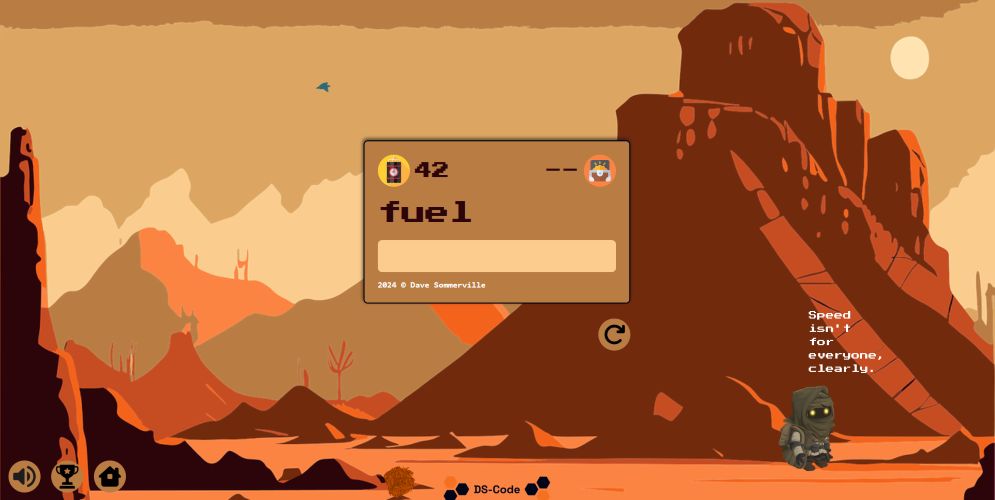 42 --
fuel
2024 © Dave Sommerville
Speed
isn't
for
everyone,
clearly.
DS-Code